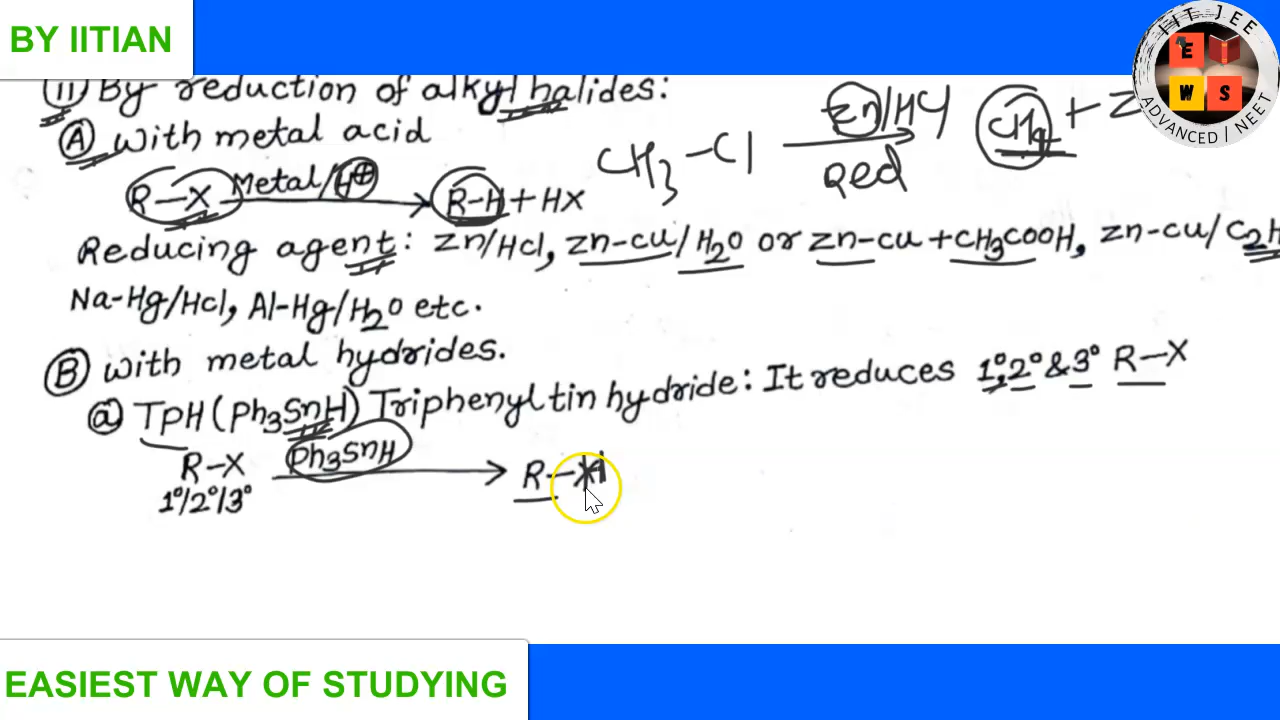 BY IITIAN
IIT JEE
E
W S
ADVANCED | NEET
(11) By reduction of alkyl halides:
(A) with metal acid
R-X Metal/H⊕ R-H + HX
CH3-Cl Zn/HCl CH4 + Z
Red
Reducing agent: Zn/HCl, Zn-cu/H2O or Zn-cu+CH3COOH, Zn-cu/C2H
Na-Hg/HCl, Al-Hg/H2O etc.
(B) with metal hydrides.
(a) TPH (Ph3SnH) Triphenyl tin hydride: It reduces 1°, 2° & 3° R-X
R-X Ph3SnH R-
1°/2°/3°
EASIEST WAY OF STUDYING